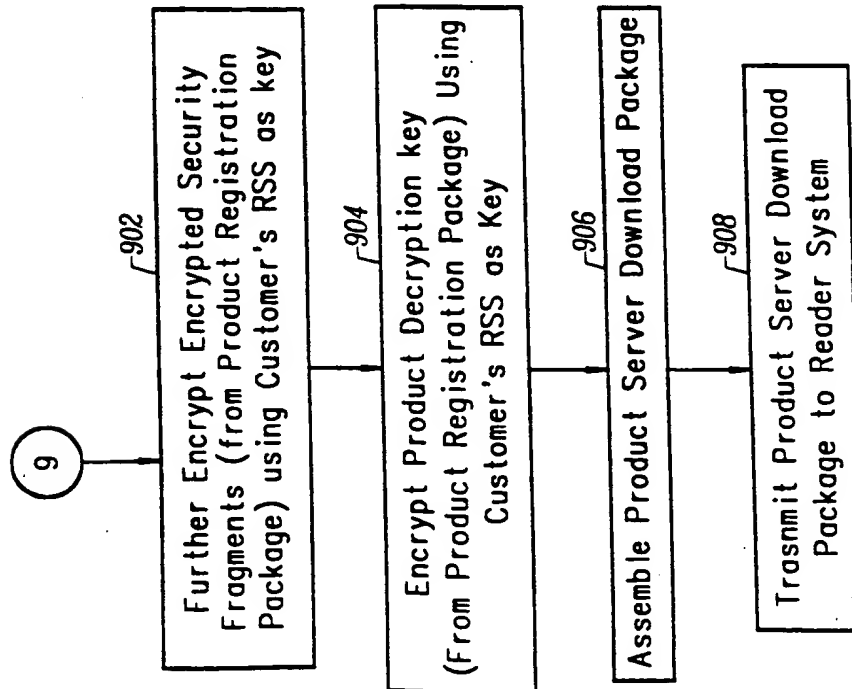 9
902
Further Encrypt Encrypted Security
Fragments (from Product Registration
Package) using Customer's RSS as key
904
Encrypt Product Decryption key
(From Product Registration Package) Using
Customer's RSS as Key
906
Assemble Product Server Download Package
908
Trasnmit Product Server Download
Package to Reader System